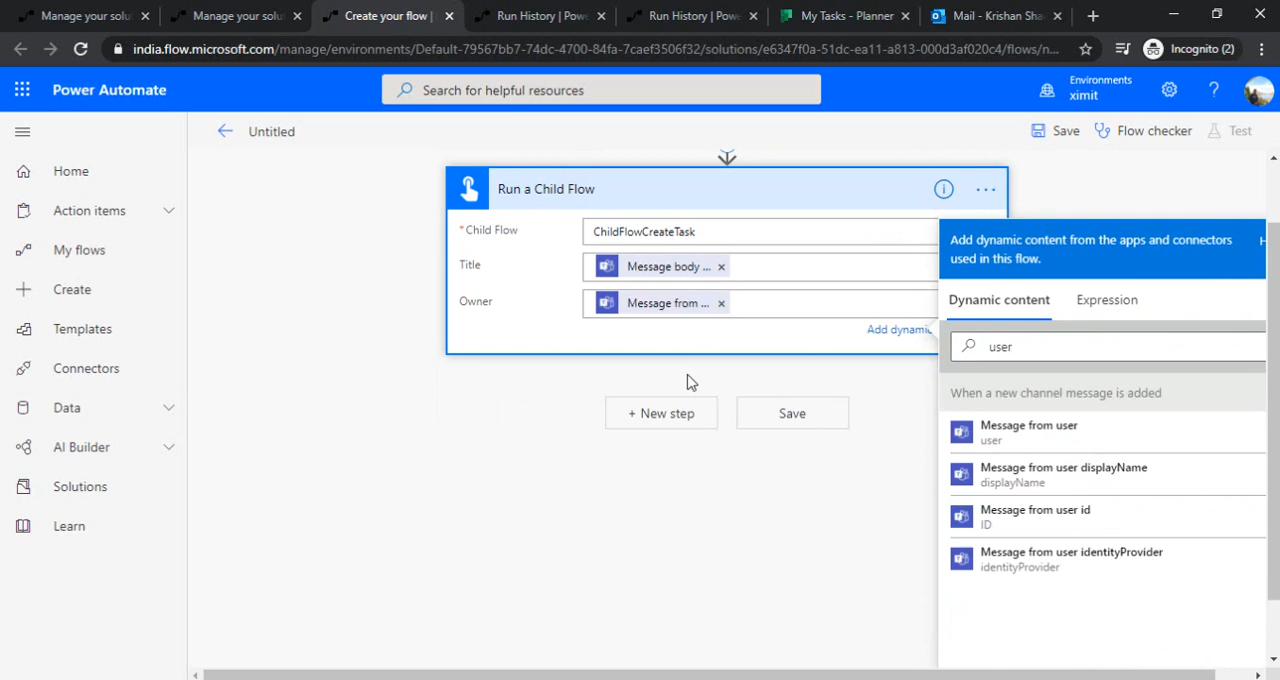 Manage your solu
Manage your solu
Create your flow |
Run History | Powe
Run History | Powe
My Tasks - Planner
Mail - Krishan Sha
india.flow.microsoft.com/manage/environments/Default-79567bb7-74dc-4700-84fa-7caef3506f32/solutions/e6347f0a-51dc-ea11-a813-000d3af020c4/flows/n...
Incognito (2)
Power Automate
Search for helpful resources
Environments
ximit
Untitled
Save
Flow checker
Test
Home
Action items
My flows
Create
Templates
Connectors
Data
AI Builder
Solutions
Learn
Run a Child Flow
* Child Flow
ChildFlowCreateTask
Title
Message body ...
Owner
Message from ...
Add dynamic
+ New step
Save
Add dynamic content from the apps and connectors
used in this flow.
Dynamic content
Expression
user
When a new channel message is added
Message from user
user
Message from user displayName
displayName
Message from user id
ID
Message from user identityProvider
identityProvider